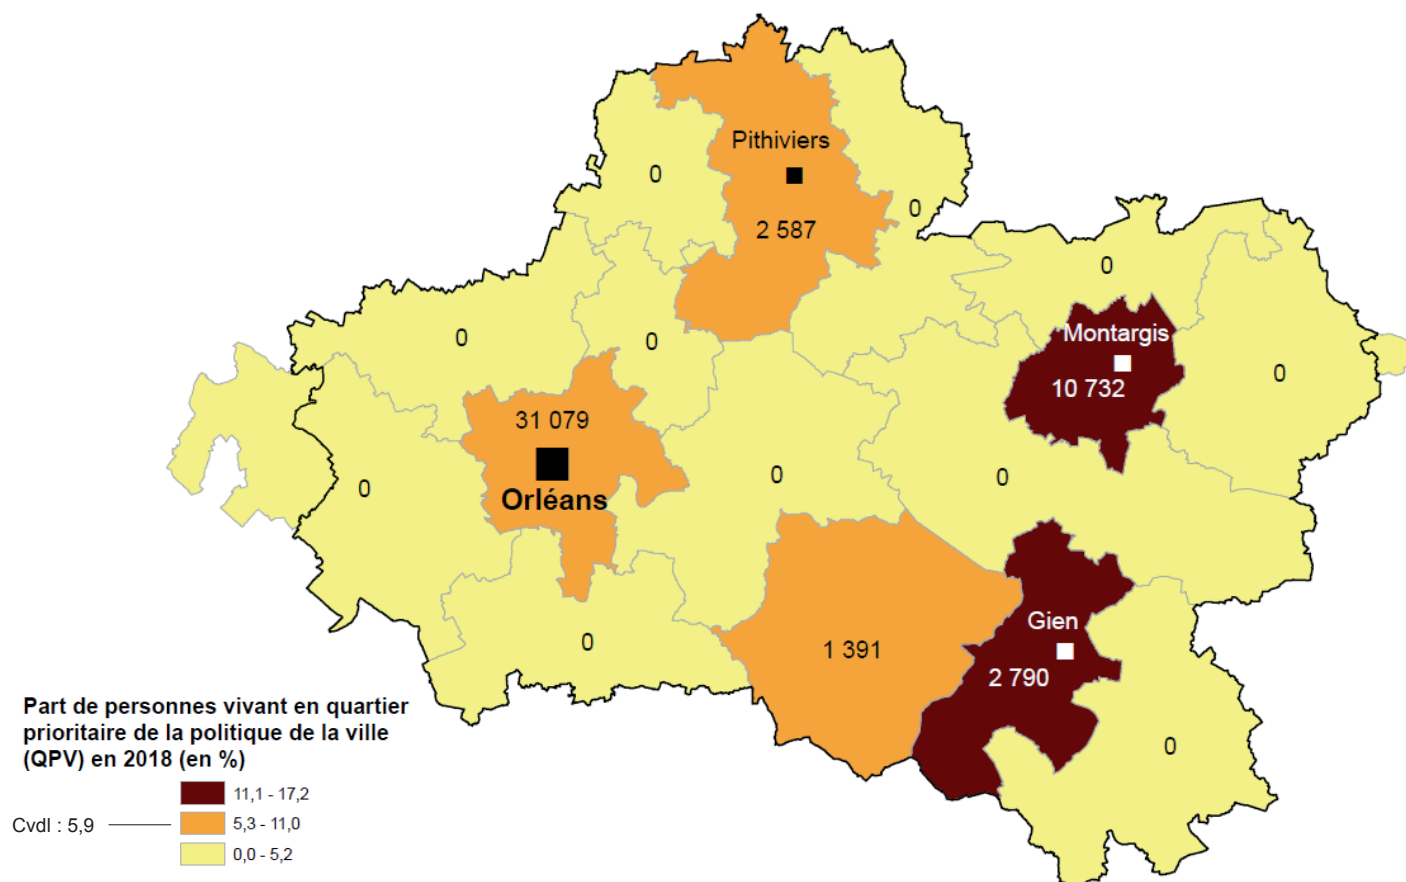 Pithiviers
0
0
2 587
0
Montargis
0
0
0
10 732
31 079
0
0
0
Orléans
Gien
0
1 391
2 790
0
Part de personnes vivant en quartier
prioritaire de la politique de la ville
(QPV) en 2018 (en %)
11,1 - 17,2
Cvdl : 5,9
5,3 - 11,0
0,0 - 5,2